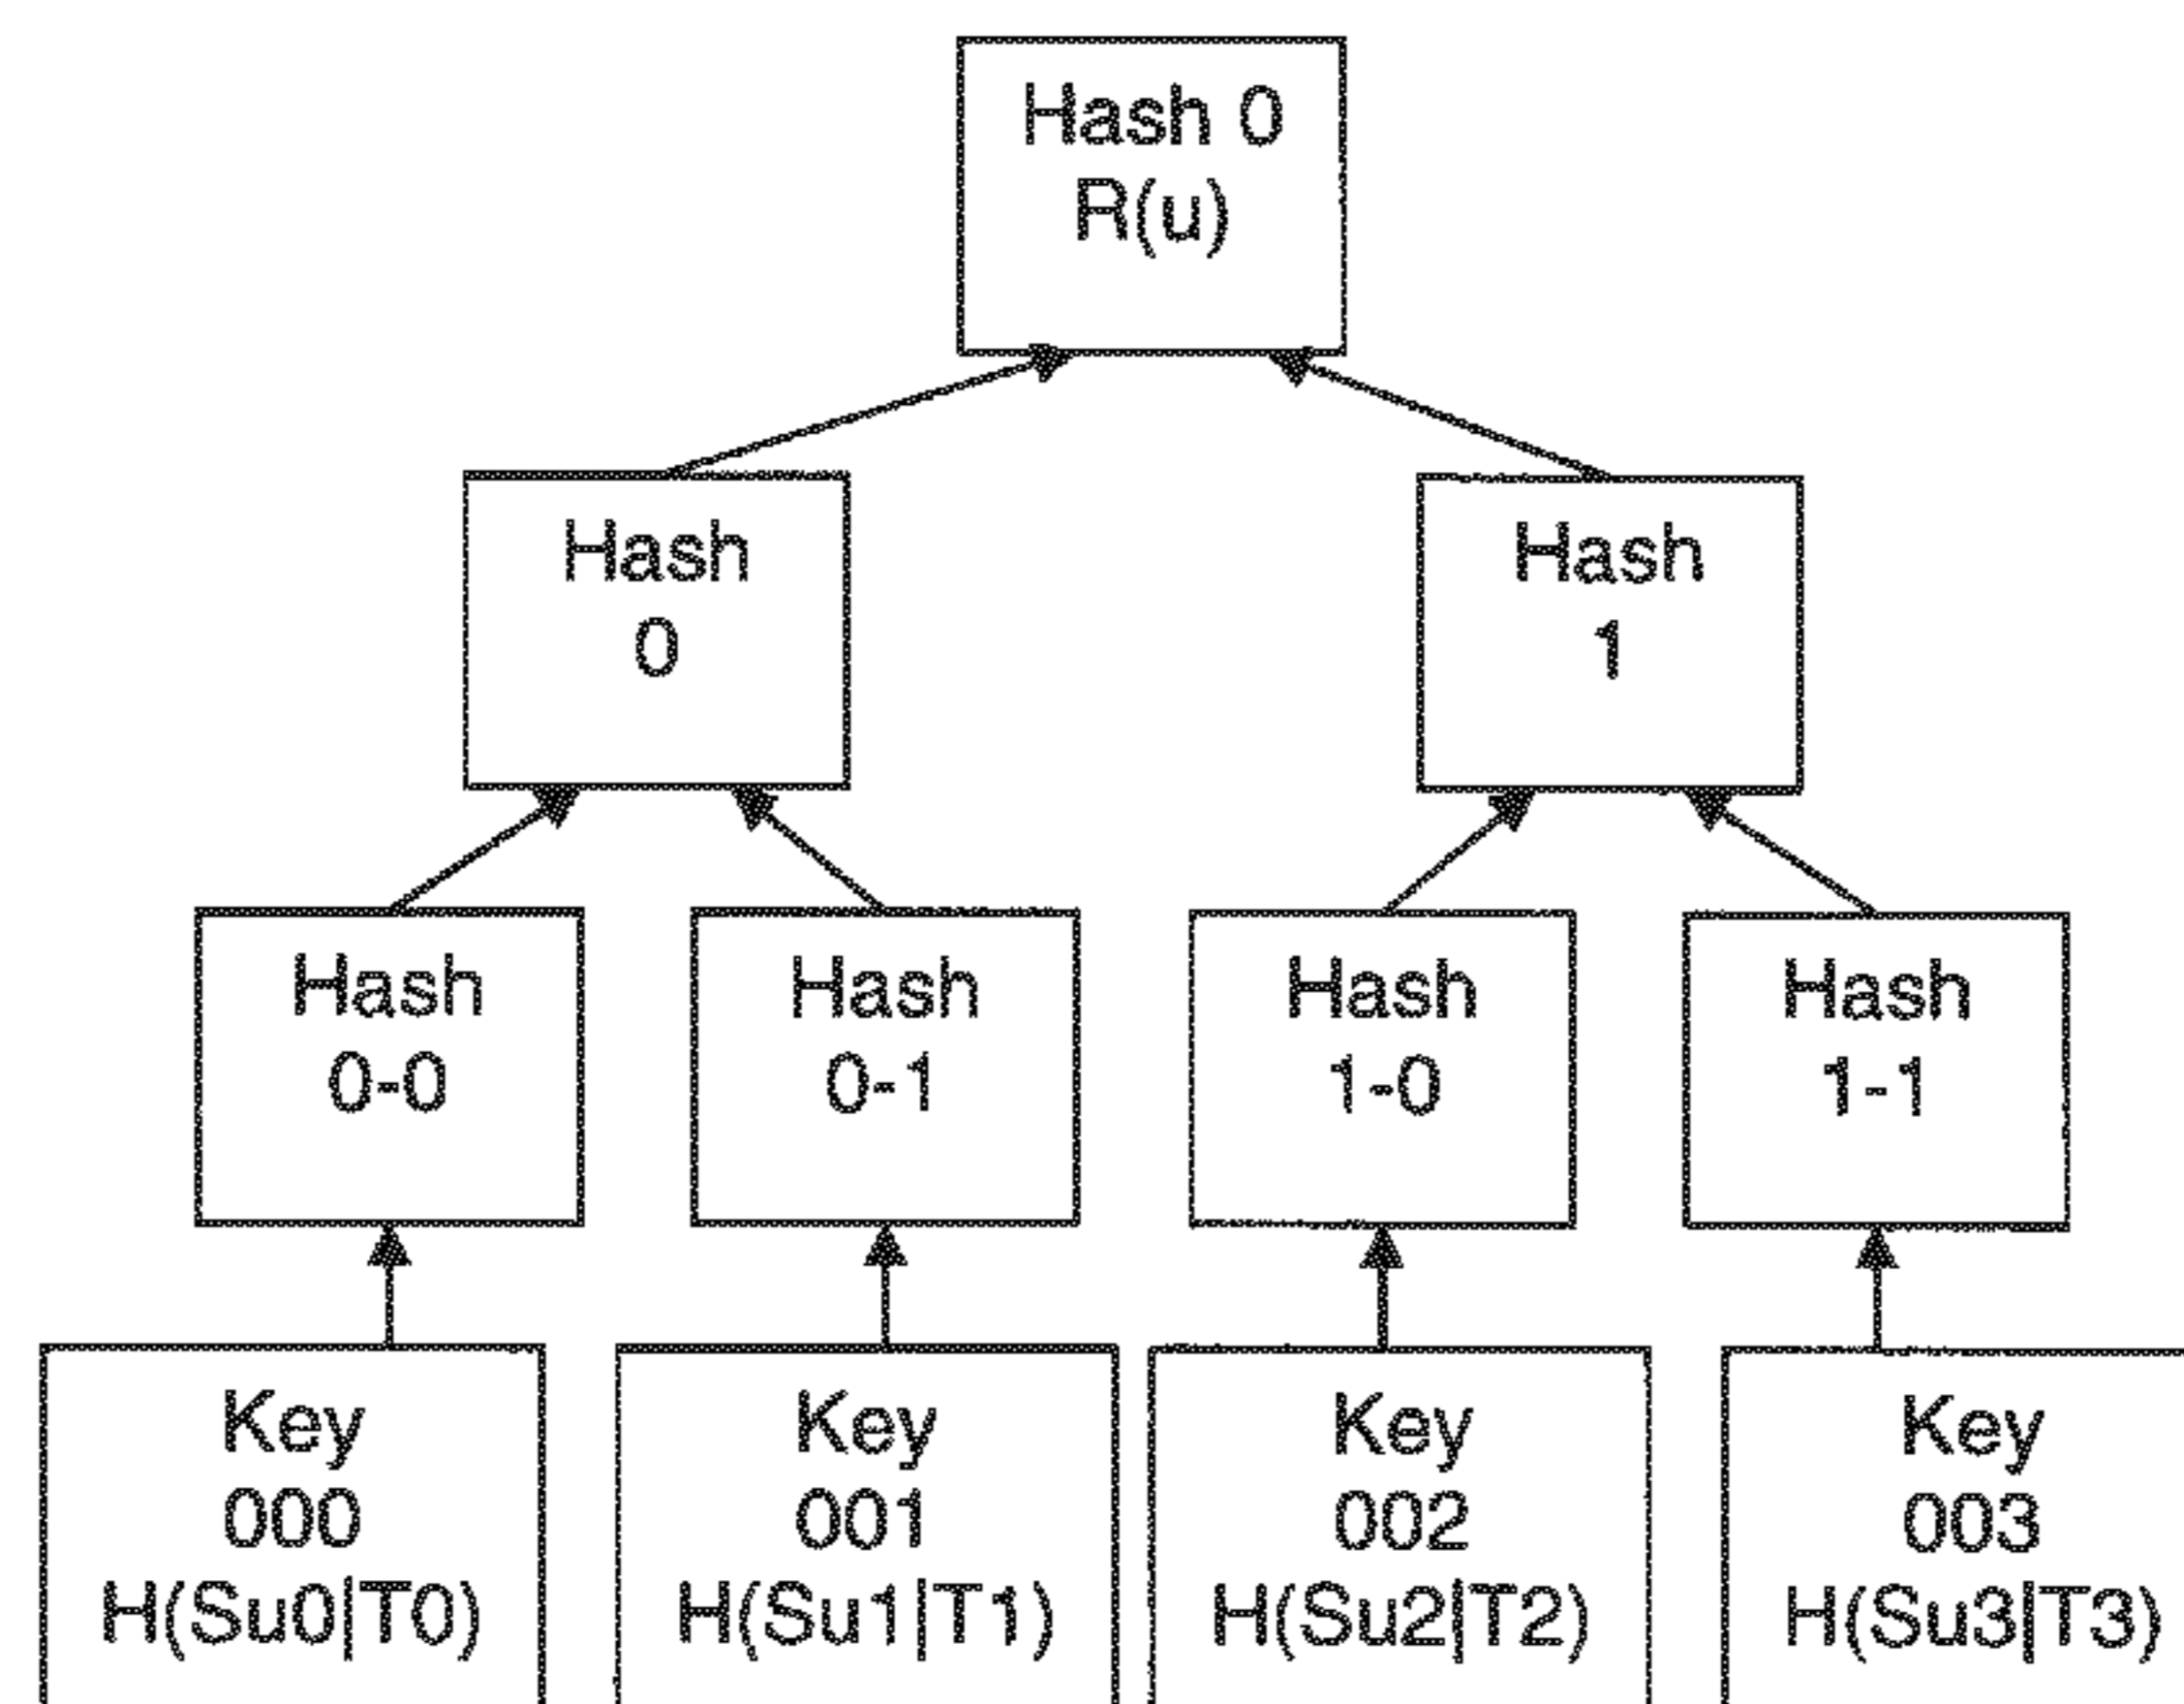 Hash 0
R(u)
Hash
0
Hash
1
Hash
0-0
Hash
0-1
Hash
1-0
Hash
1-1
Key
000
H(Su0|T0)
Key
001
H(Su1|T1)
Key
002
H(Su2|T2)
Key
003
H(Su3|T3)